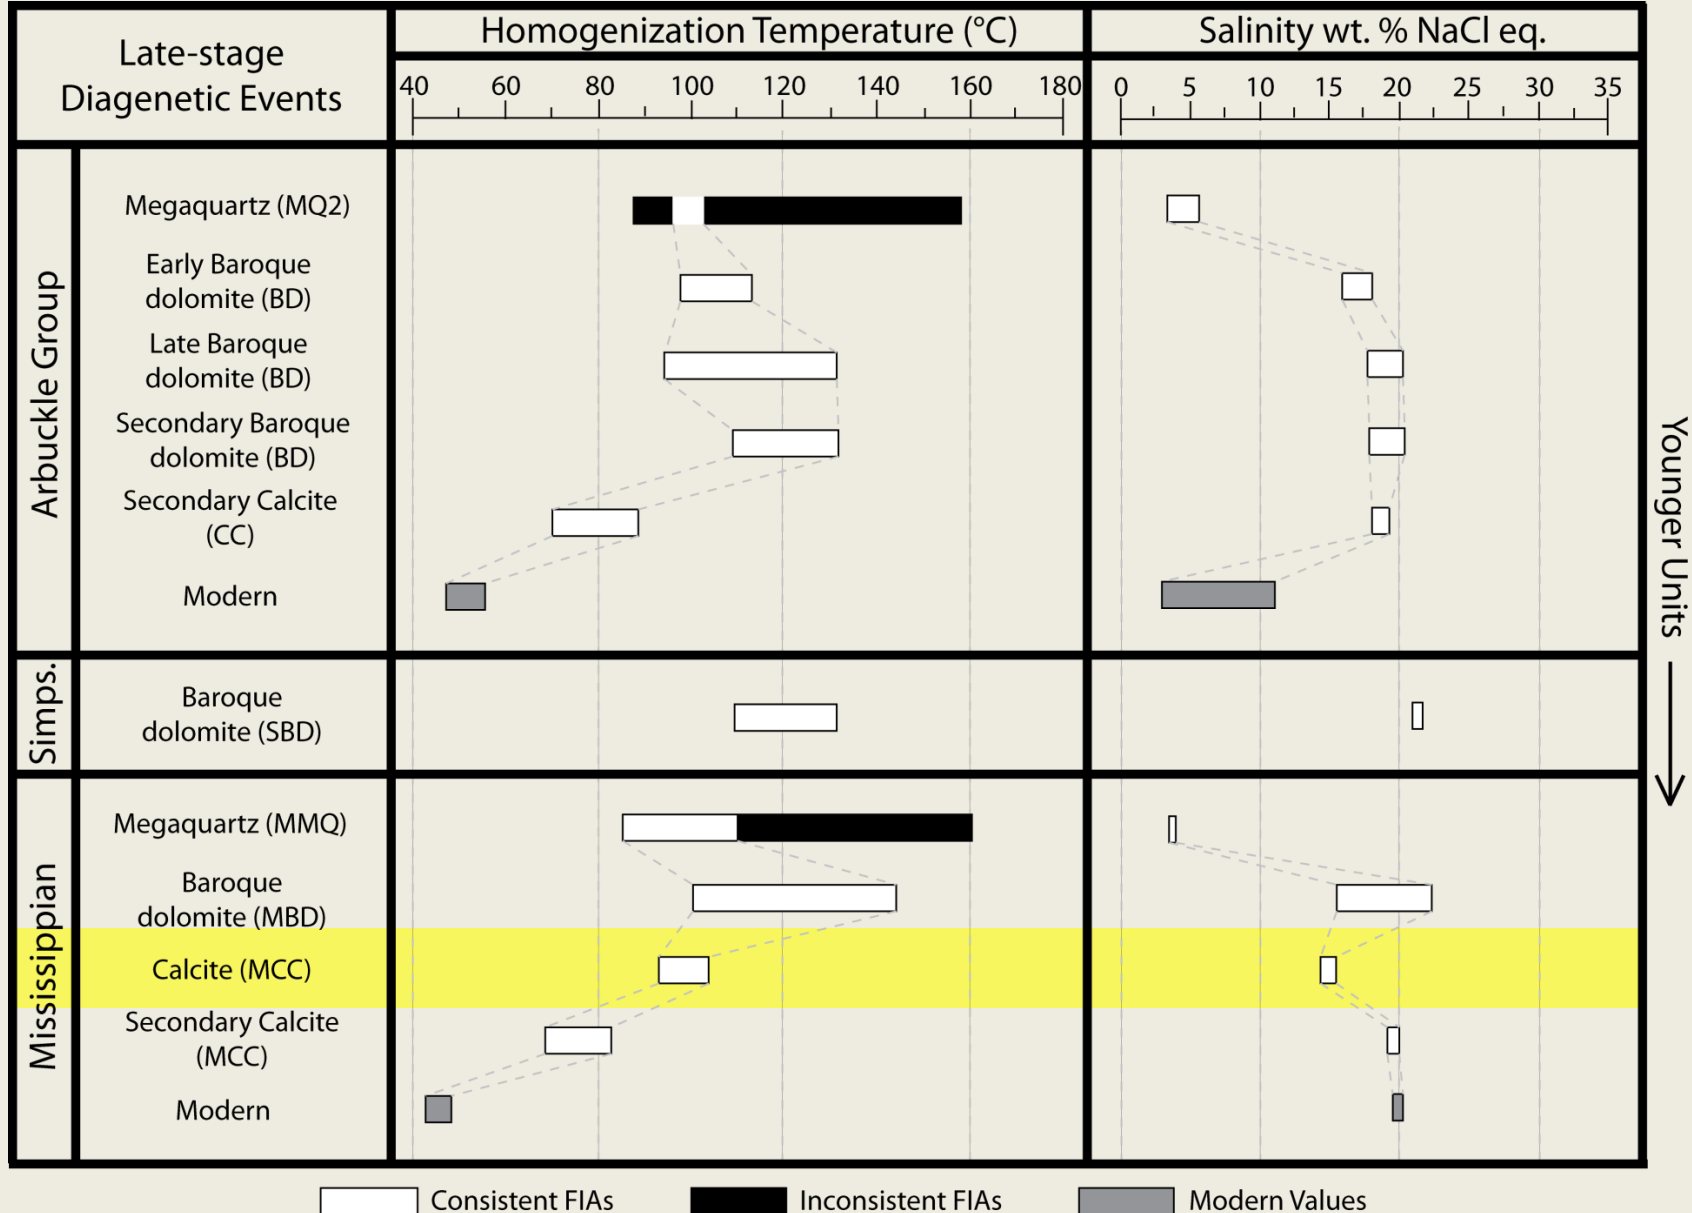 Late-stage
Diagenetic Events
Homogenization Temperature (°C)
Salinity wt. % NaCl eq.
40 60 80 100 120 140 160 180
0 5 10 15 20 25 30 35
Arbuckle Group
Megaquartz (MQ2)
Early Baroque
dolomite (BD)
Late Baroque
dolomite (BD)
Secondary Baroque
dolomite (BD)
Secondary Calcite
(CC)
Modern
Simps.
Baroque
dolomite (SBD)
Mississippian
Megaquartz (MMQ)
Baroque
dolomite (MBD)
Calcite (MCC)
Secondary Calcite
(MCC)
Modern
Younger Units
Consistent FIAs
Inconsistent FIAs
Modern Values